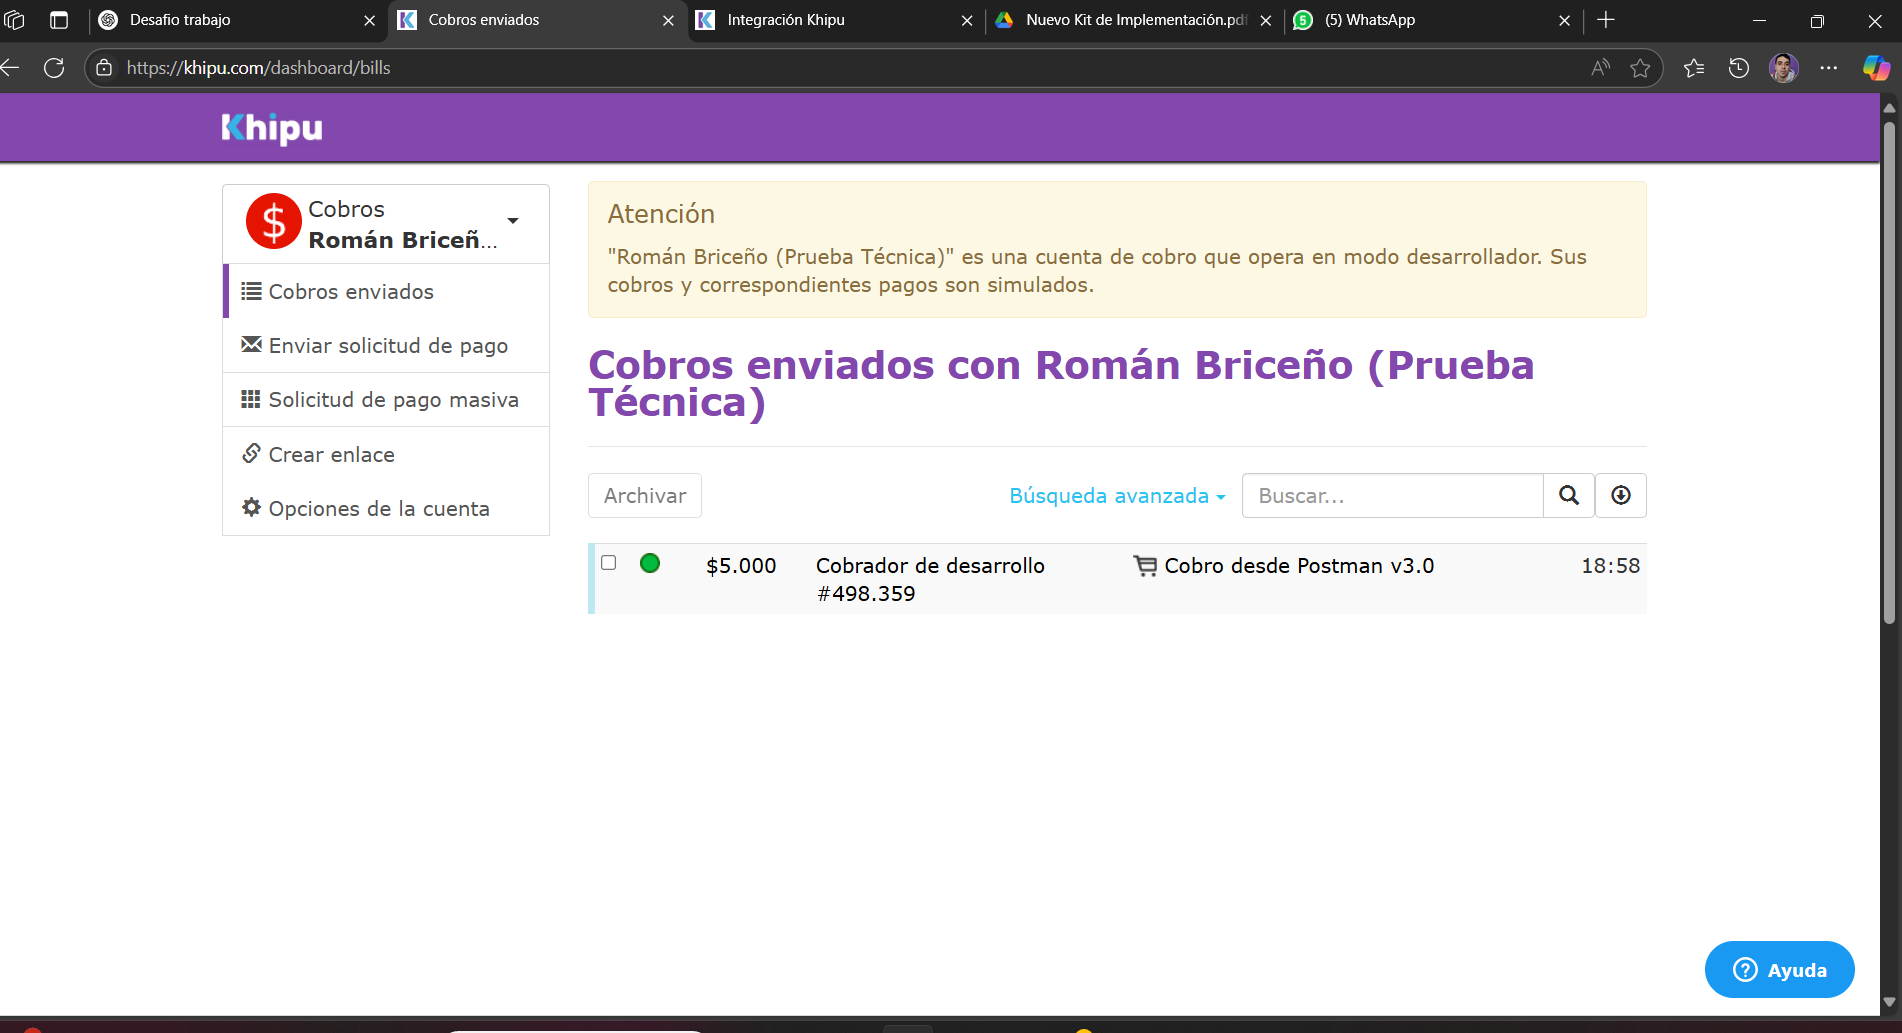 Desafio trabajo
Cobros enviados
Integración Khipu
Nuevo Kit de Implementación.pdf
(5) WhatsApp
https://khipu.com/dashboard/bills
Khipu
Cobros
Román Briceñ...
Cobros enviados
Enviar solicitud de pago
Solicitud de pago masiva
Crear enlace
Opciones de la cuenta
Atención
"Román Briceño (Prueba Técnica)" es una cuenta de cobro que opera en modo desarrollador. Sus
cobros y correspondientes pagos son simulados.
Cobros enviados con Román Briceño (Prueba
Técnica)
Archivar
Búsqueda avanzada
Buscar...
$5.000
Cobrador de desarrollo
#498.359
Cobro desde Postman v3.0
18:58
Ayuda